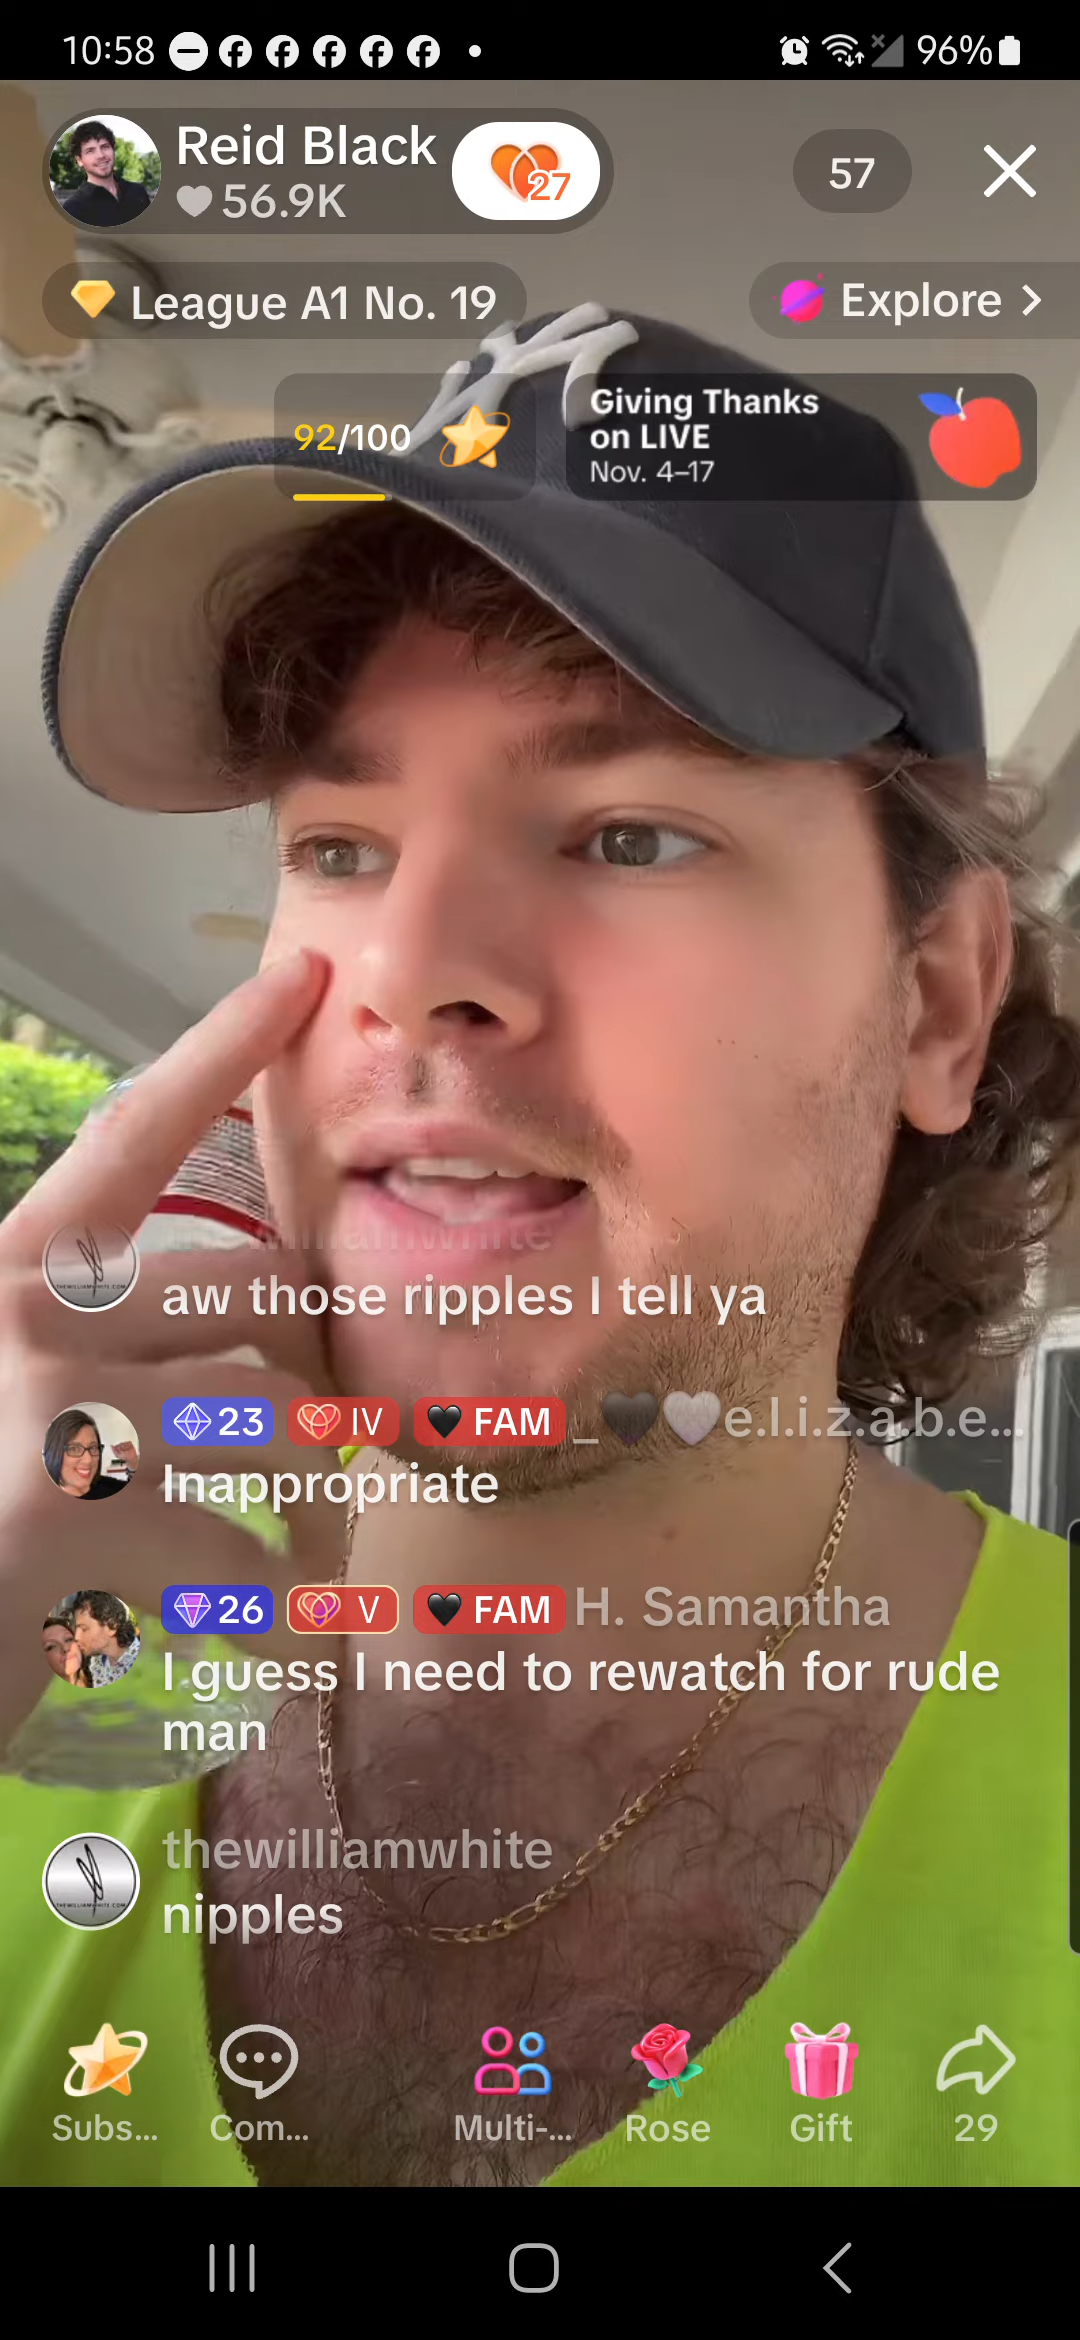 10:58
96%
Reid Black
56.9K
27
57
League A1 No. 19
Explore
92/100
Giving Thanks
on LIVE
Nov. 4–17
thewilliamwhite
aw those ripples I tell ya
23 IV FAM _🖤🤍e.l.i.z.a.b.e...
Inappropriate
26 V FAM H. Samantha
I guess I need to rewatch for rude
man
thewilliamwhite
nipples
Subs...
Com...
Multi-...
Rose
Gift
29